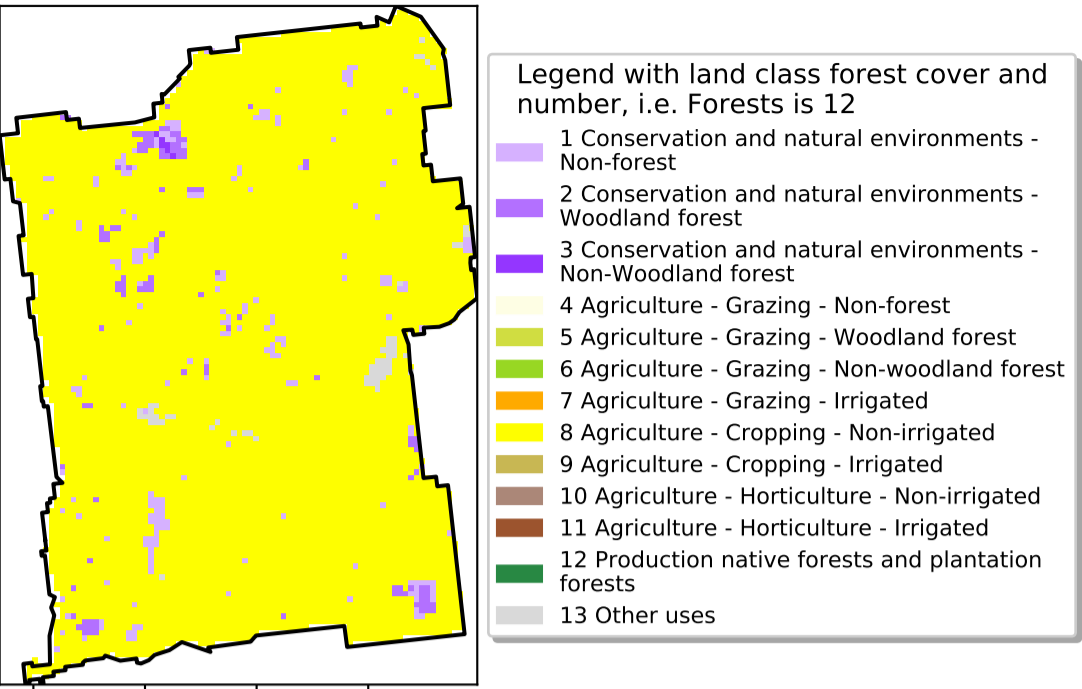 Legend with land class forest cover and
number, i.e. Forests is 12
1 Conservation and natural environments -
Non-forest
2 Conservation and natural environments -
Woodland forest
3 Conservation and natural environments -
Non-Woodland forest
4 Agriculture - Grazing - Non-forest
5 Agriculture - Grazing - Woodland forest
6 Agriculture - Grazing - Non-woodland forest
7 Agriculture - Grazing - Irrigated
8 Agriculture - Cropping - Non-irrigated
9 Agriculture - Cropping - Irrigated
10 Agriculture - Horticulture - Non-irrigated
11 Agriculture - Horticulture - Irrigated
12 Production native forests and plantation
forests
13 Other uses